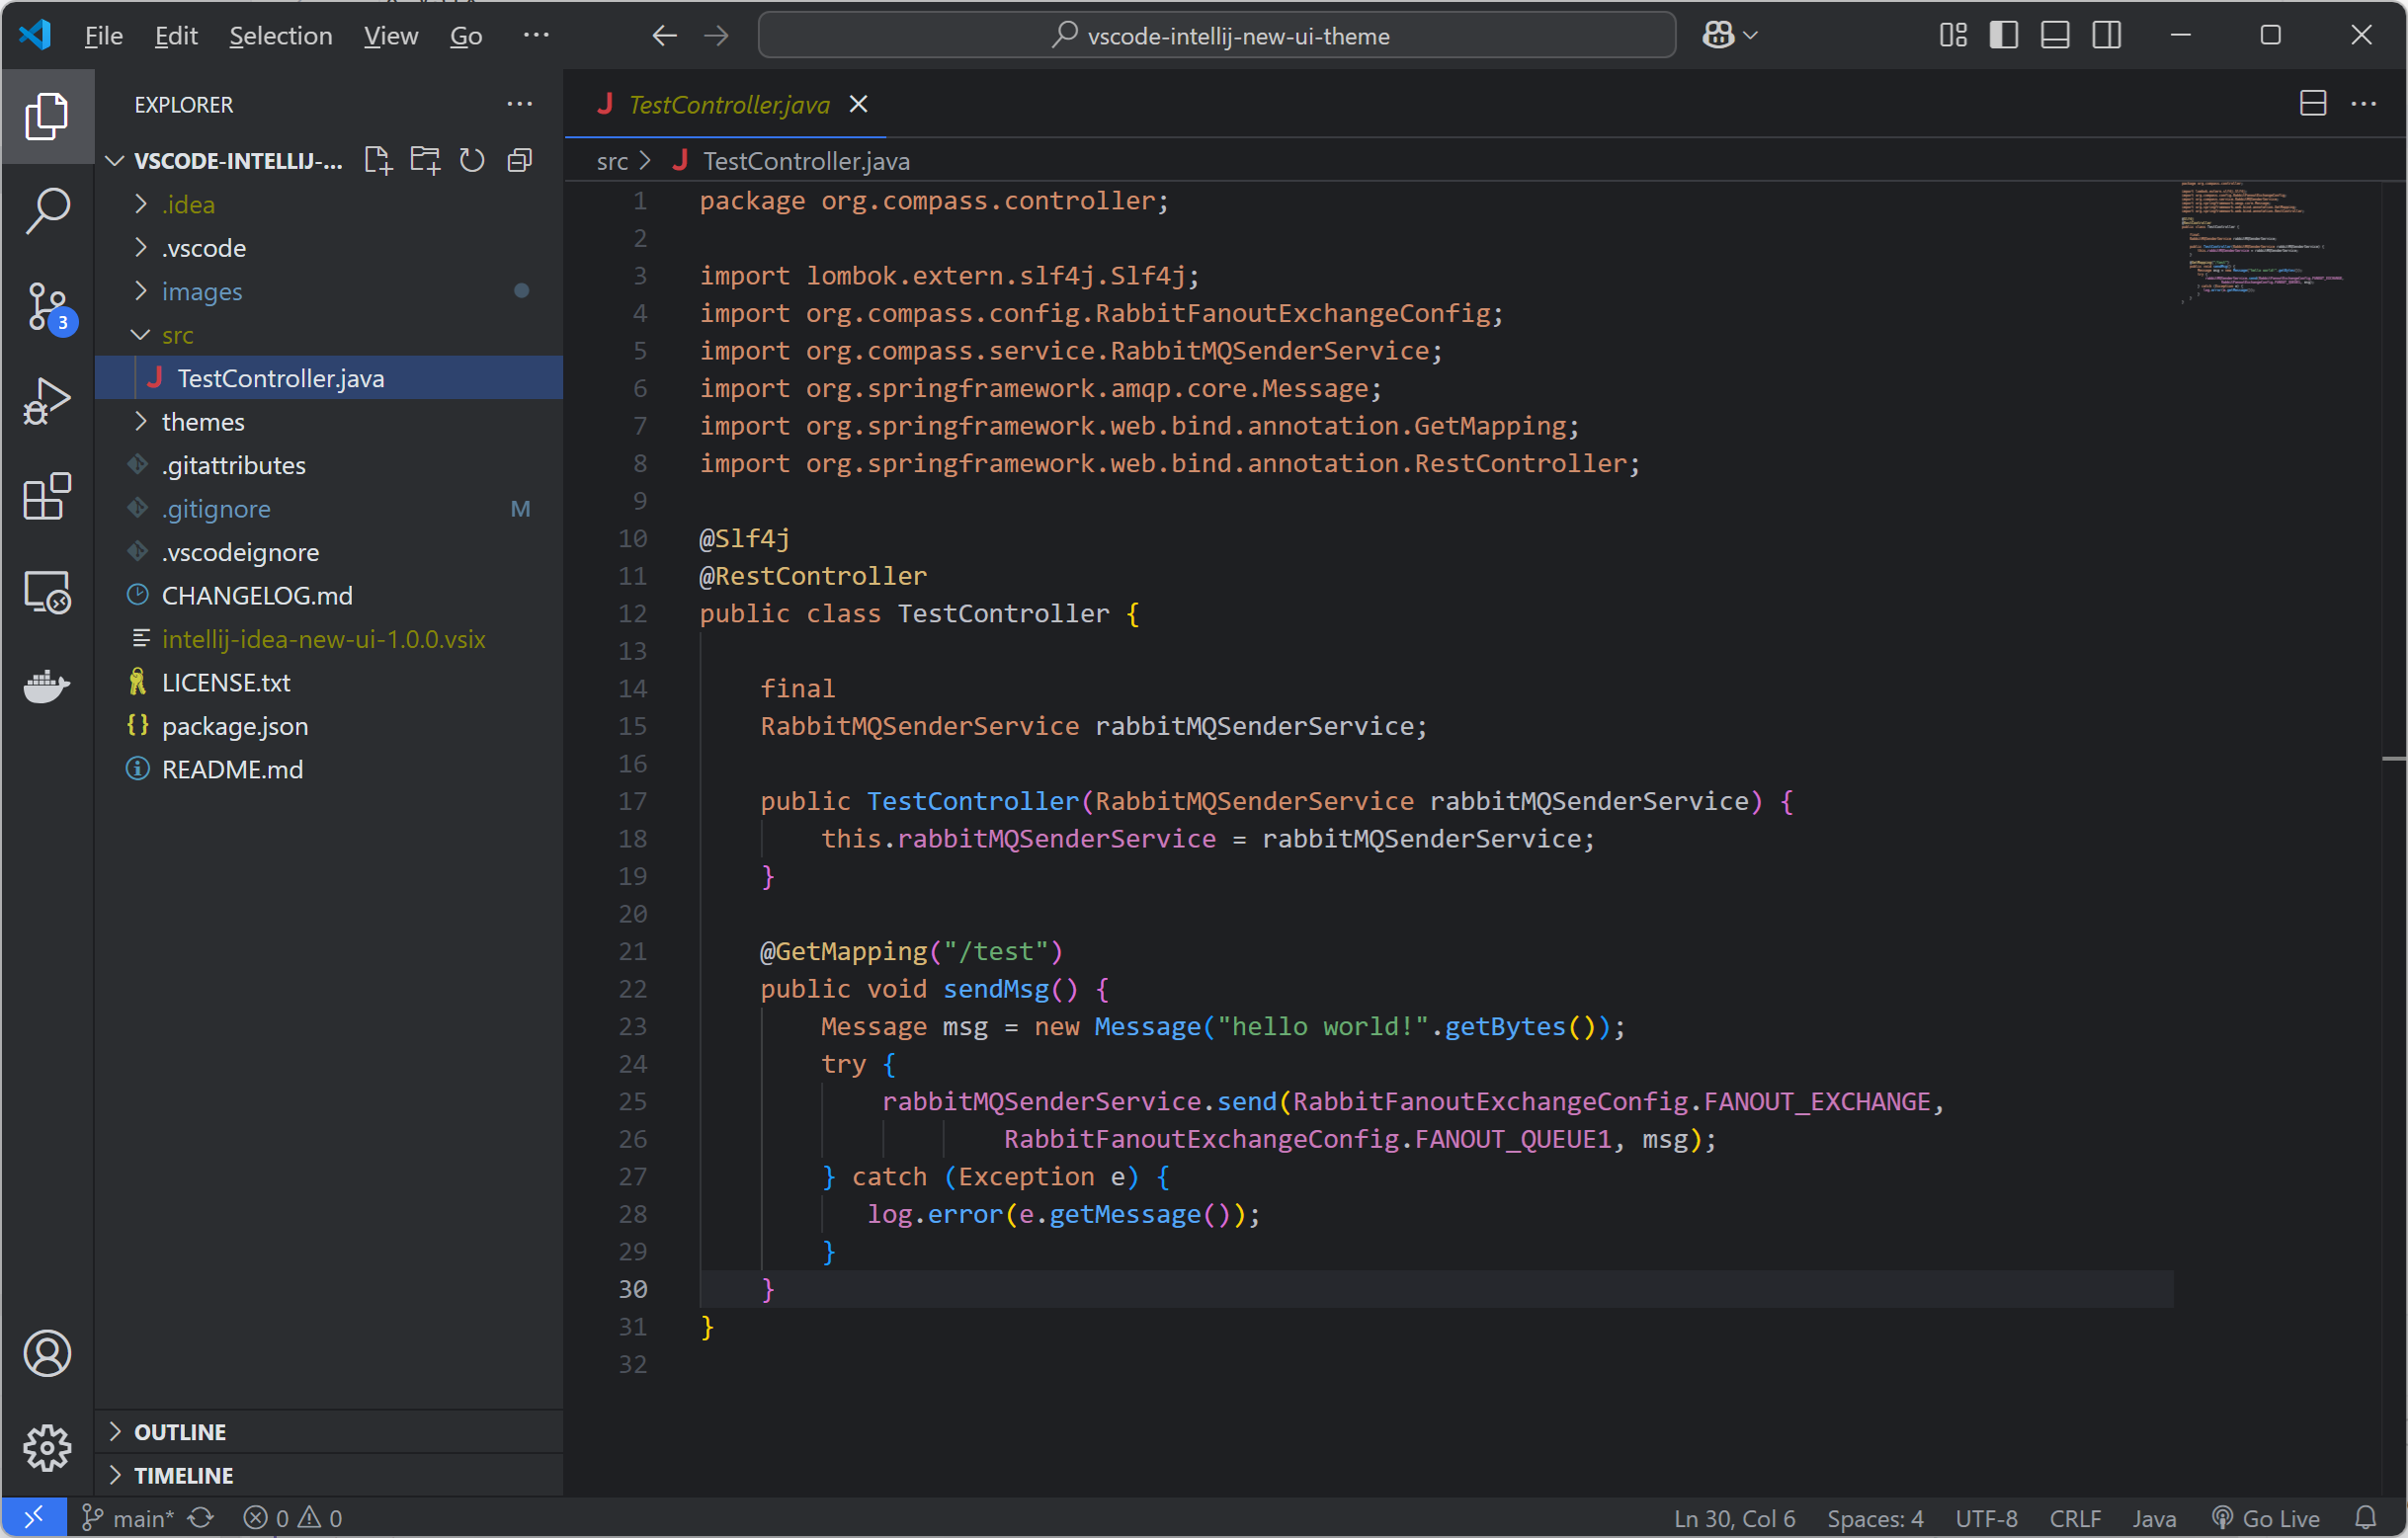 File Edit Selection View Go ... vscode-intellij-new-ui-theme
EXPLORER
VSCODE-INTELLIJ-...
.idea
.vscode
images
src
TestController.java
themes
.gitattributes
.gitignore M
.vscodeignore
CHANGELOG.md
intellij-idea-new-ui-1.0.0.vsix
LICENSE.txt
package.json
README.md
OUTLINE
TIMELINE
3
TestController.java
src > TestController.java
1 package org.compass.controller;
2
3 import lombok.extern.slf4j.Slf4j;
4 import org.compass.config.RabbitFanoutExchangeConfig;
5 import org.compass.service.RabbitMQSenderService;
6 import org.springframework.amqp.core.Message;
7 import org.springframework.web.bind.annotation.GetMapping;
8 import org.springframework.web.bind.annotation.RestController;
9
10 @Slf4j
11 @RestController
12 public class TestController {
13
14     final
15     RabbitMQSenderService rabbitMQSenderService;
16
17     public TestController(RabbitMQSenderService rabbitMQSenderService) {
18         this.rabbitMQSenderService = rabbitMQSenderService;
19     }
20
21     @GetMapping("/test")
22     public void sendMsg() {
23         Message msg = new Message("hello world!".getBytes());
24         try {
25             rabbitMQSenderService.send(RabbitFanoutExchangeConfig.FANOUT_EXCHANGE,
26                     RabbitFanoutExchangeConfig.FANOUT_QUEUE1, msg);
27         } catch (Exception e) {
28            log.error(e.getMessage());
29         }
30     }
31 }
32
main* 0 0 Ln 30, Col 6 Spaces: 4 UTF-8 CRLF Java Go Live